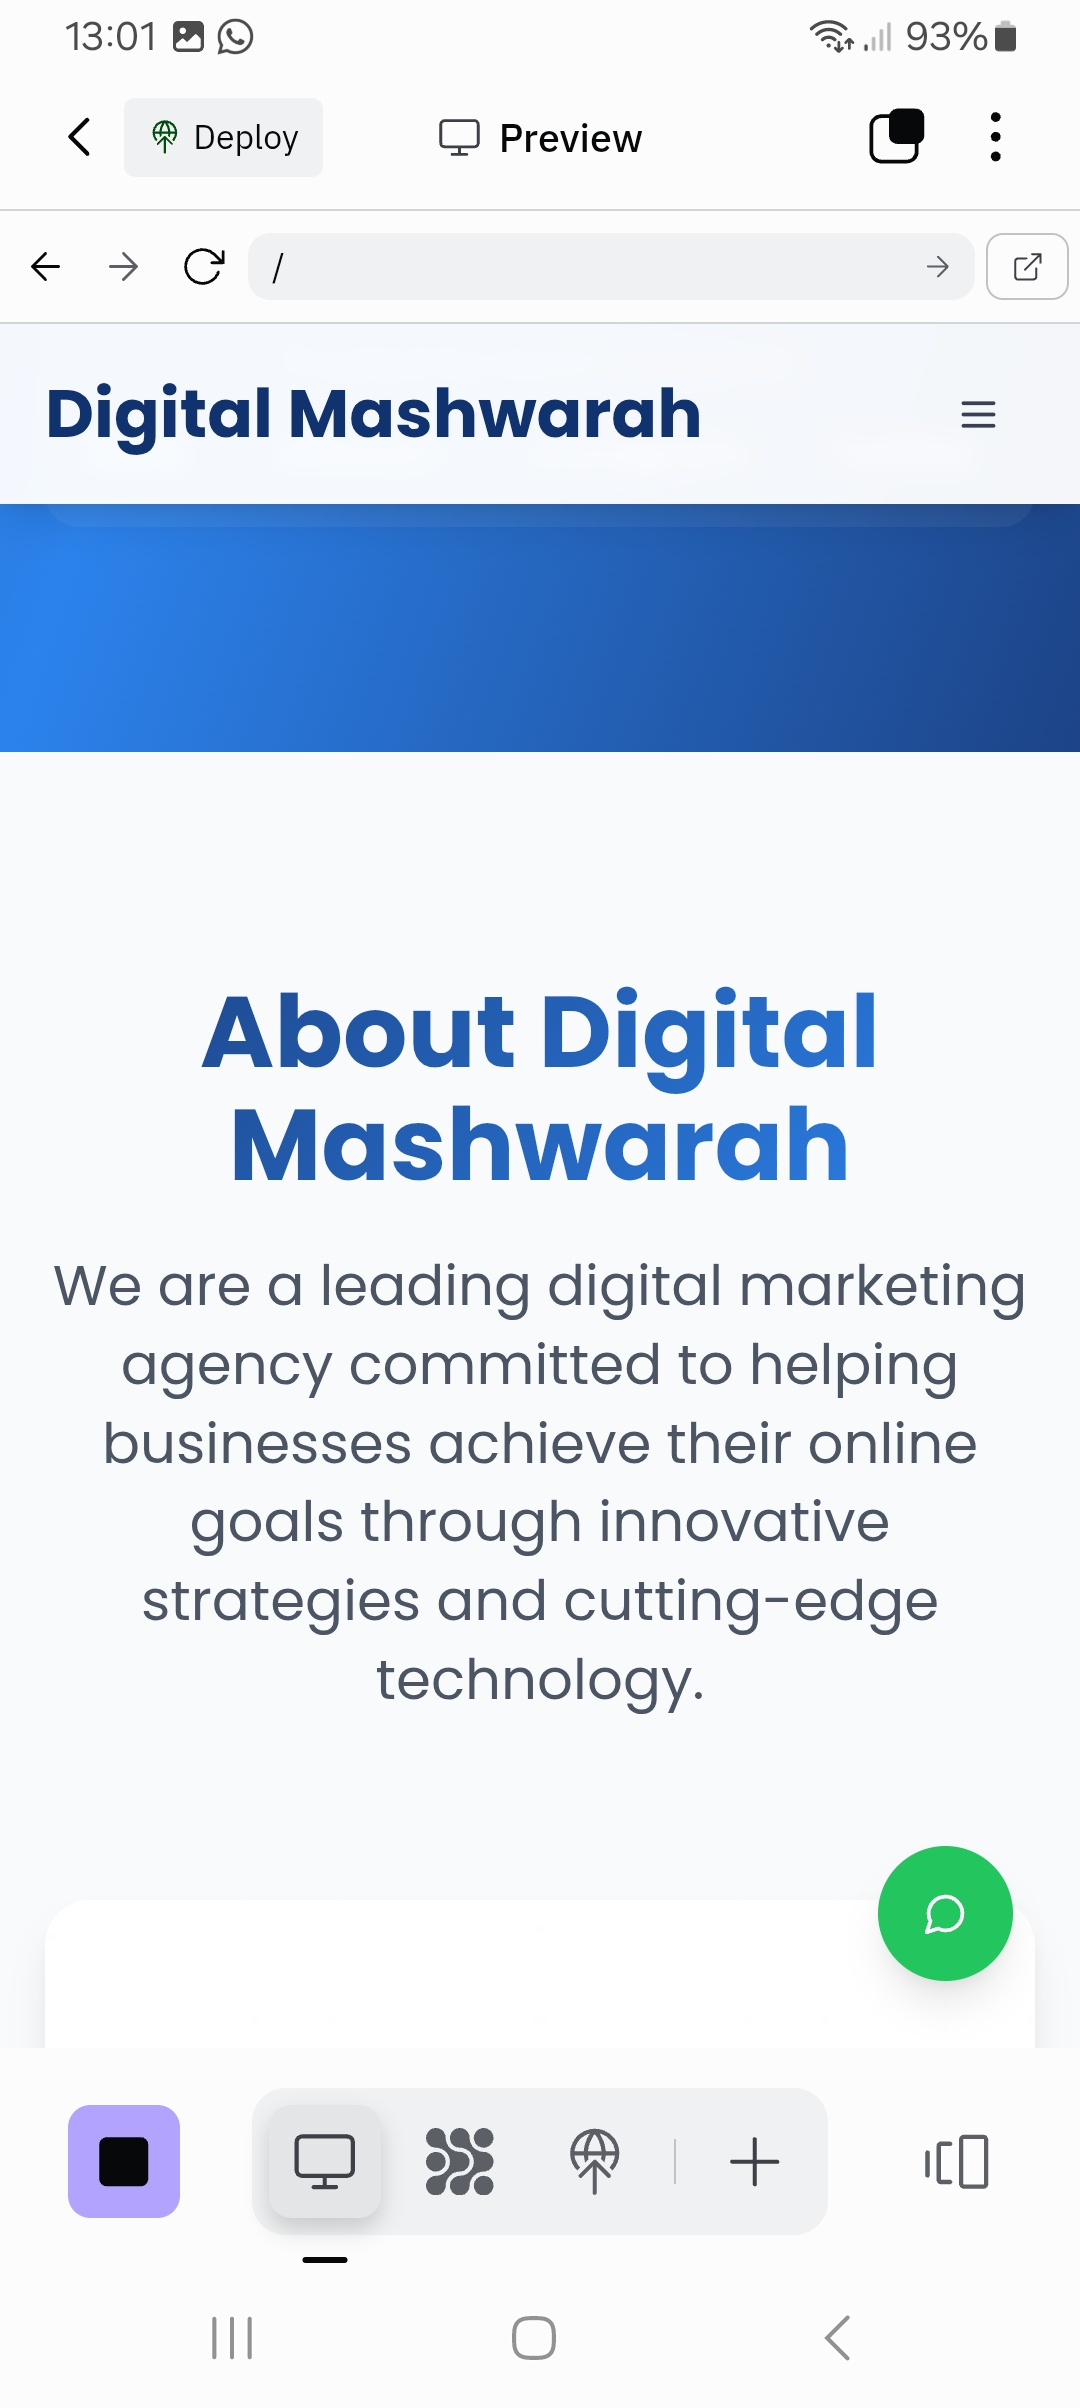 13:01 93%
Deploy Preview
/
Digital Mashwarah
About Digital
Mashwarah
We are a leading digital marketing
agency committed to helping
businesses achieve their online
goals through innovative
strategies and cutting-edge
technology.